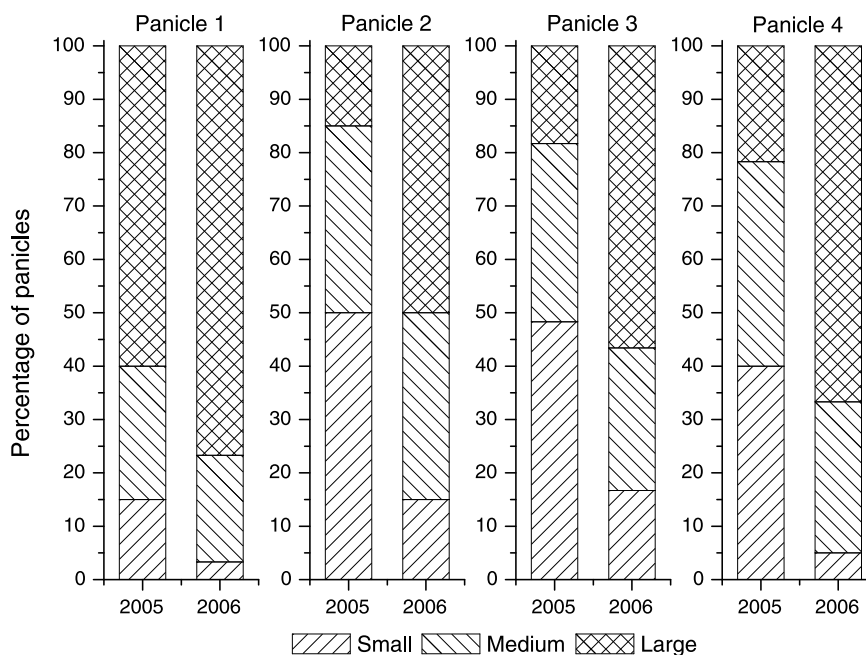 Panicle 1 Panicle 2 Panicle 3 Panicle 4
100 100 100 100
90 90 90 90
80 80 80 80
70 70 70 70
60 60 60 60
50 50 50 50
40 40 40 40
30 30 30 30
20 20 20 20
10 10 10 10
0 0 0 0
Percentage of panicles
2005 2006 2005 2006 2005 2006 2005 2006
Small Medium Large